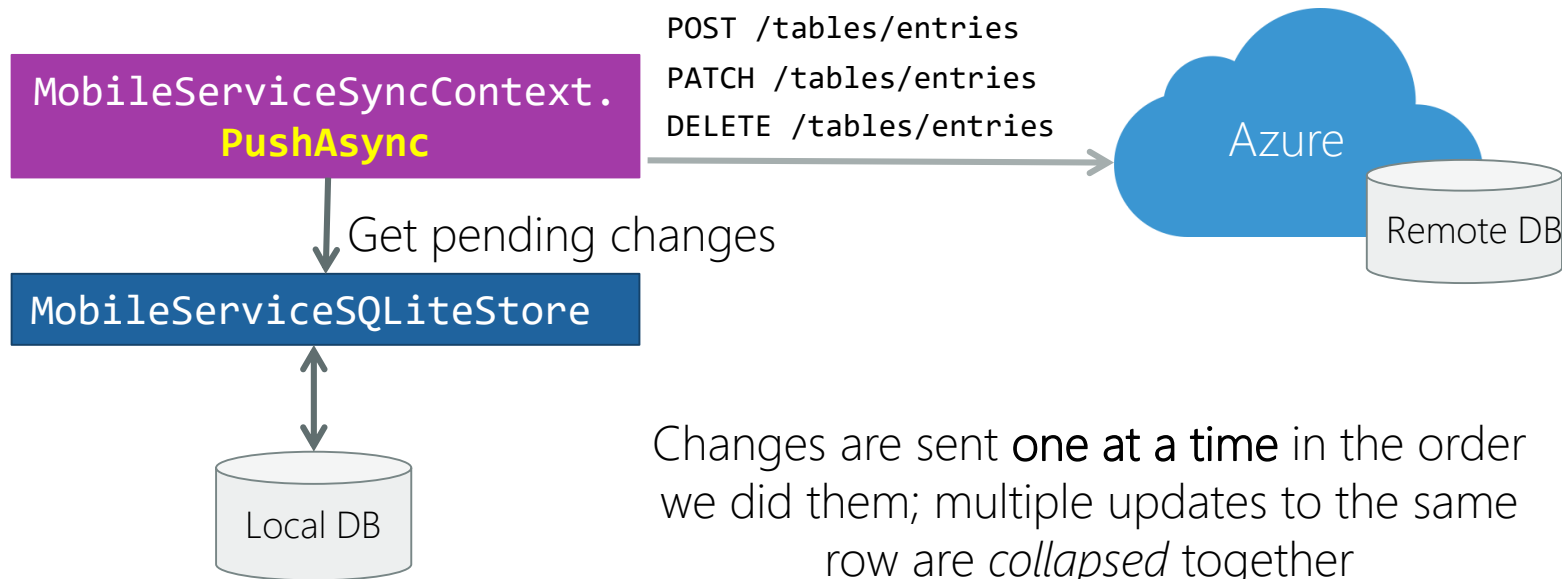 POST /tables/entries
PATCH /tables/entries
DELETE /tables/entries
MobileServiceSyncContext.
PushAsync
Azure
Remote DB
Get pending changes
MobileServiceSQLiteStore
Local DB
Changes are sent one at a time in the order
we did them; multiple updates to the same
row are collapsed together